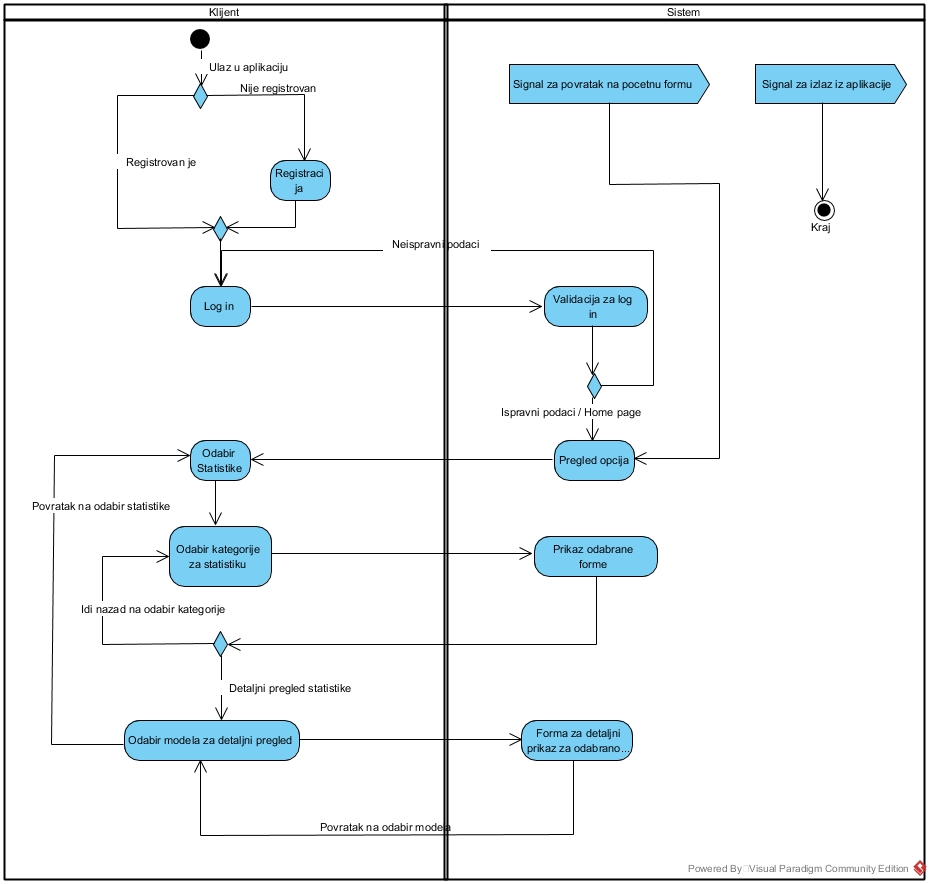 Klijent
Sistem
Ulaz u aplikaciju
Nije registrovan
Registrovan je
Registraci
ja
Signal za povratak na pocetnu formu
Signal za izlaz iz aplikacije
Kraj
Neispravni podaci
Log in
Validacija za log
in
Ispravni podaci / Home page
Odabir
Statistike
Pregled opcija
Povratak na odabir statistike
Odabir kategorije
za statistiku
Prikaz odabrane
forme
Idi nazad na odabir kategorije
Detaljni pregled statistike
Odabir modela za detaljni pregled
Forma za detaljni
prikaz za odabrano...
Povratak na odabir modela
Powered By Visual Paradigm Community Edition